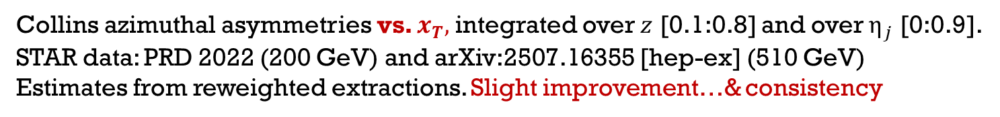 Collins azimuthal asymmetries vs. x_T, integrated over z [0.1:0.8] and over η_j [0:0.9].
STAR data: PRD 2022 (200 GeV) and arXiv:2507.16355 [hep-ex] (510 GeV)
Estimates from reweighted extractions. Slight improvement…& consistency